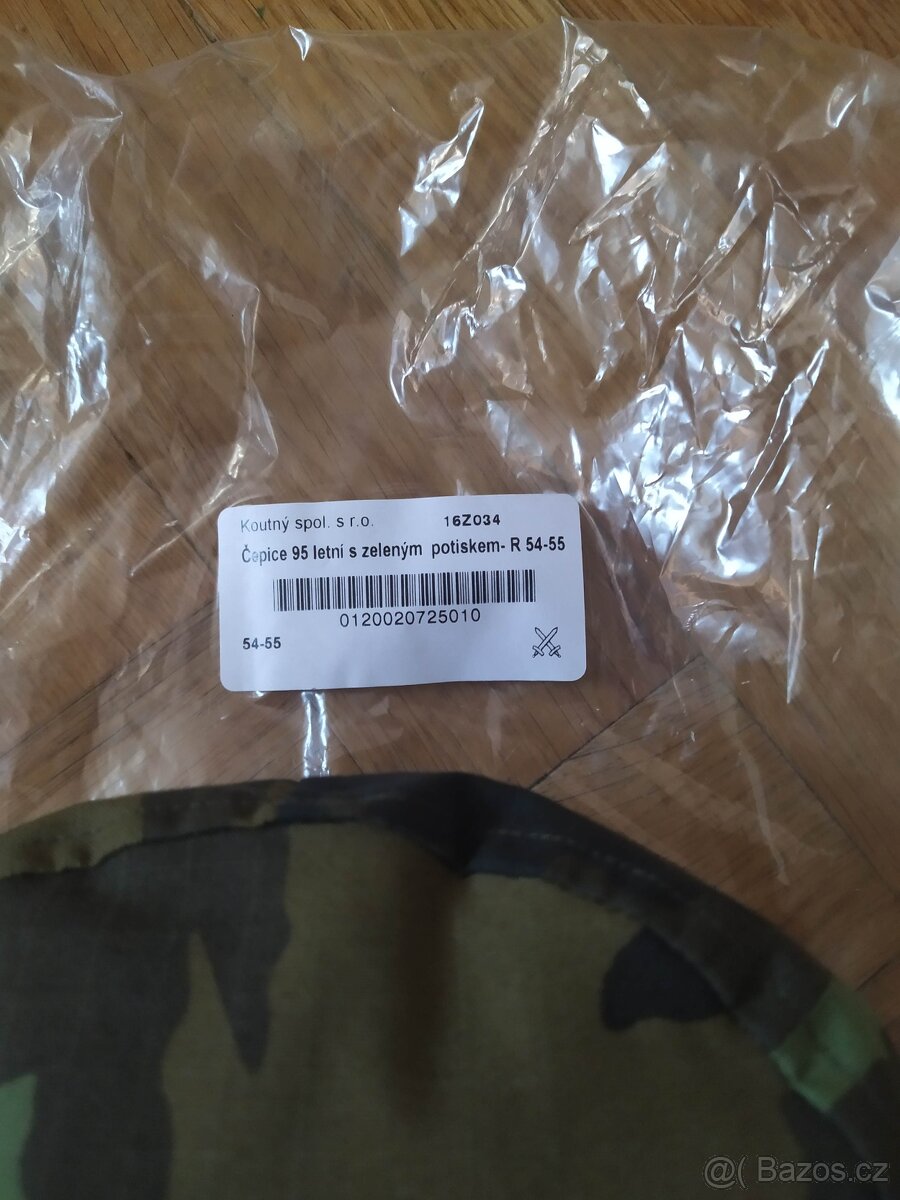 Koutný spol. s r.o. 16Z034
Čepice 95 letní s zeleným potiskem- R 54-55
0120020725010
54-55
@( Bazos.cz